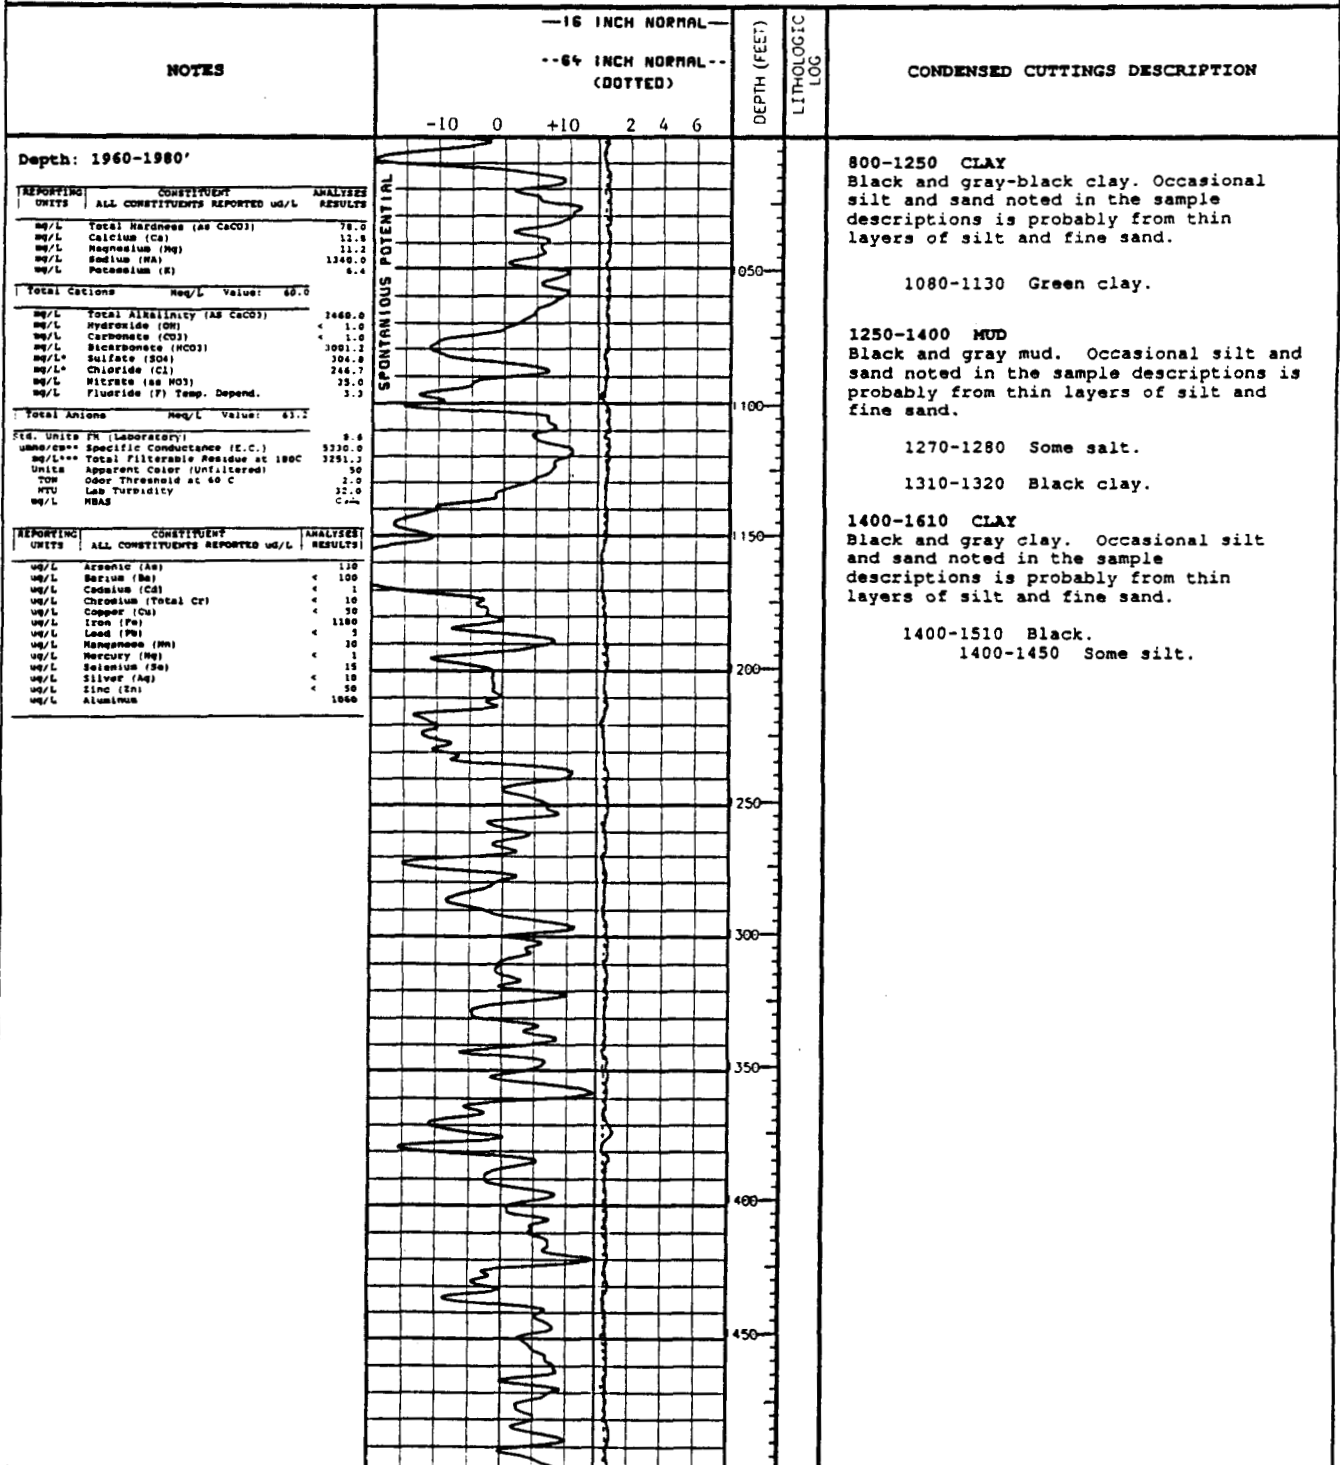 NOTES
—16 INCH NORMAL—
--64 INCH NORMAL--
(DOTTED)
-10 0 +10 2 4 6
DEPTH (FEET)
LITHOLOGIC LOG
CONDENSED CUTTINGS DESCRIPTION
Depth: 1960-1980'
REPORTING UNITS CONSTITUENT ALL CONSTITUENTS REPORTED ug/L ANALYSES RESULTS
mg/L Total Hardness (As CaCO3) 78.0
mg/L Calcium (Ca)
mg/L Magnesium (Mg) 11.2
mg/L Sodium (NA) 1340.0
mg/L Potassium (K) 6.4
Total Cations Meq/L Value: 60.0
mg/L Total Alkalinity (AS CaCO3) 2460.0
mg/L Hydroxide (OH) < 1.0
mg/L Carbonate (CO3) < 1.0
mg/L Bicarbonate (HCO3) 3001.2
mg/L* Sulfate (SO4) 304.8
mg/L* Chloride (Cl) 246.7
mg/L Nitrate (as NO3) 35.0
mg/L Fluoride (F) Temp. Depend. 3.3
Total Anions Meq/L Value: 63.2
Std. Units PH (Laboratory)
umho/cm** Specific Conductance (E.C.) 5330.0
mg/L*** Total Filterable Residue at 180C 3251.3
Units Apparent Color (Unfiltered) 50
TON Odor Threshold at 60 C 2.0
NTU Lab Turbidity 32.0
mg/L MBAS
REPORTING UNITS CONSTITUENT ALL CONSTITUENTS REPORTED ug/L ANALYSES RESULTS
ug/L Arsenic (As) 130
ug/L Barium (Ba) < 100
ug/L Cadmium (Cd) < 1
ug/L Chromium (Total Cr) < 10
ug/L Copper (Cu) < 50
ug/L Iron (Fe) 1180
ug/L Lead (Pb) < 5
ug/L Manganese (Mn) 30
ug/L Mercury (Hg) < 1
ug/L Selenium (Se) 15
ug/L Silver (Ag) < 10
ug/L Zinc (Zn) < 50
ug/L Aluminum 1060
SPONTANIOUS POTENTIAL
1050
1100
1150
1200
1250
1300
1350
1400
1450
800-1250 CLAY
Black and gray-black clay. Occasional
silt and sand noted in the sample
descriptions is probably from thin
layers of silt and fine sand.
1080-1130 Green clay.
1250-1400 MUD
Black and gray mud. Occasional silt and
sand noted in the sample descriptions is
probably from thin layers of silt and
fine sand.
1270-1280 Some salt.
1310-1320 Black clay.
1400-1610 CLAY
Black and gray clay. Occasional silt
and sand noted in the sample
descriptions is probably from thin
layers of silt and fine sand.
1400-1510 Black.
1400-1450 Some silt.